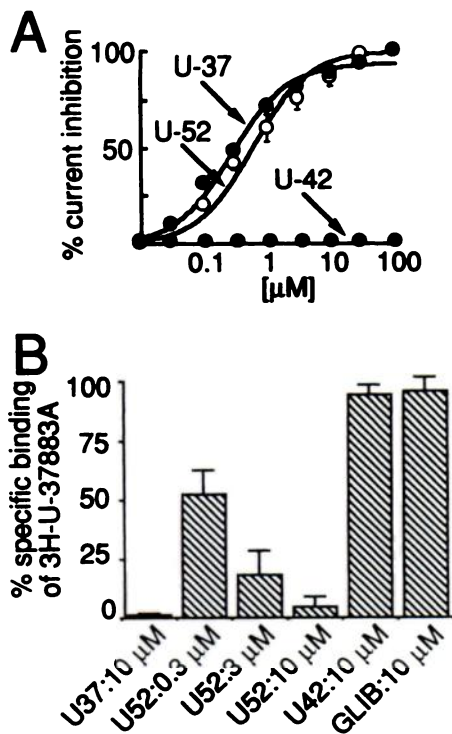 A
% current inhibition
100
50
U-37
U-52
U-42
0.1 1 10 100
[µM]
B
% specific binding
of 3H-U-37883A
100
75
50
25
0
U37:10 µM
U52:0.3 µM
U52:3 µM
U52:10 µM
U42:10 µM
GLIB:10 µM